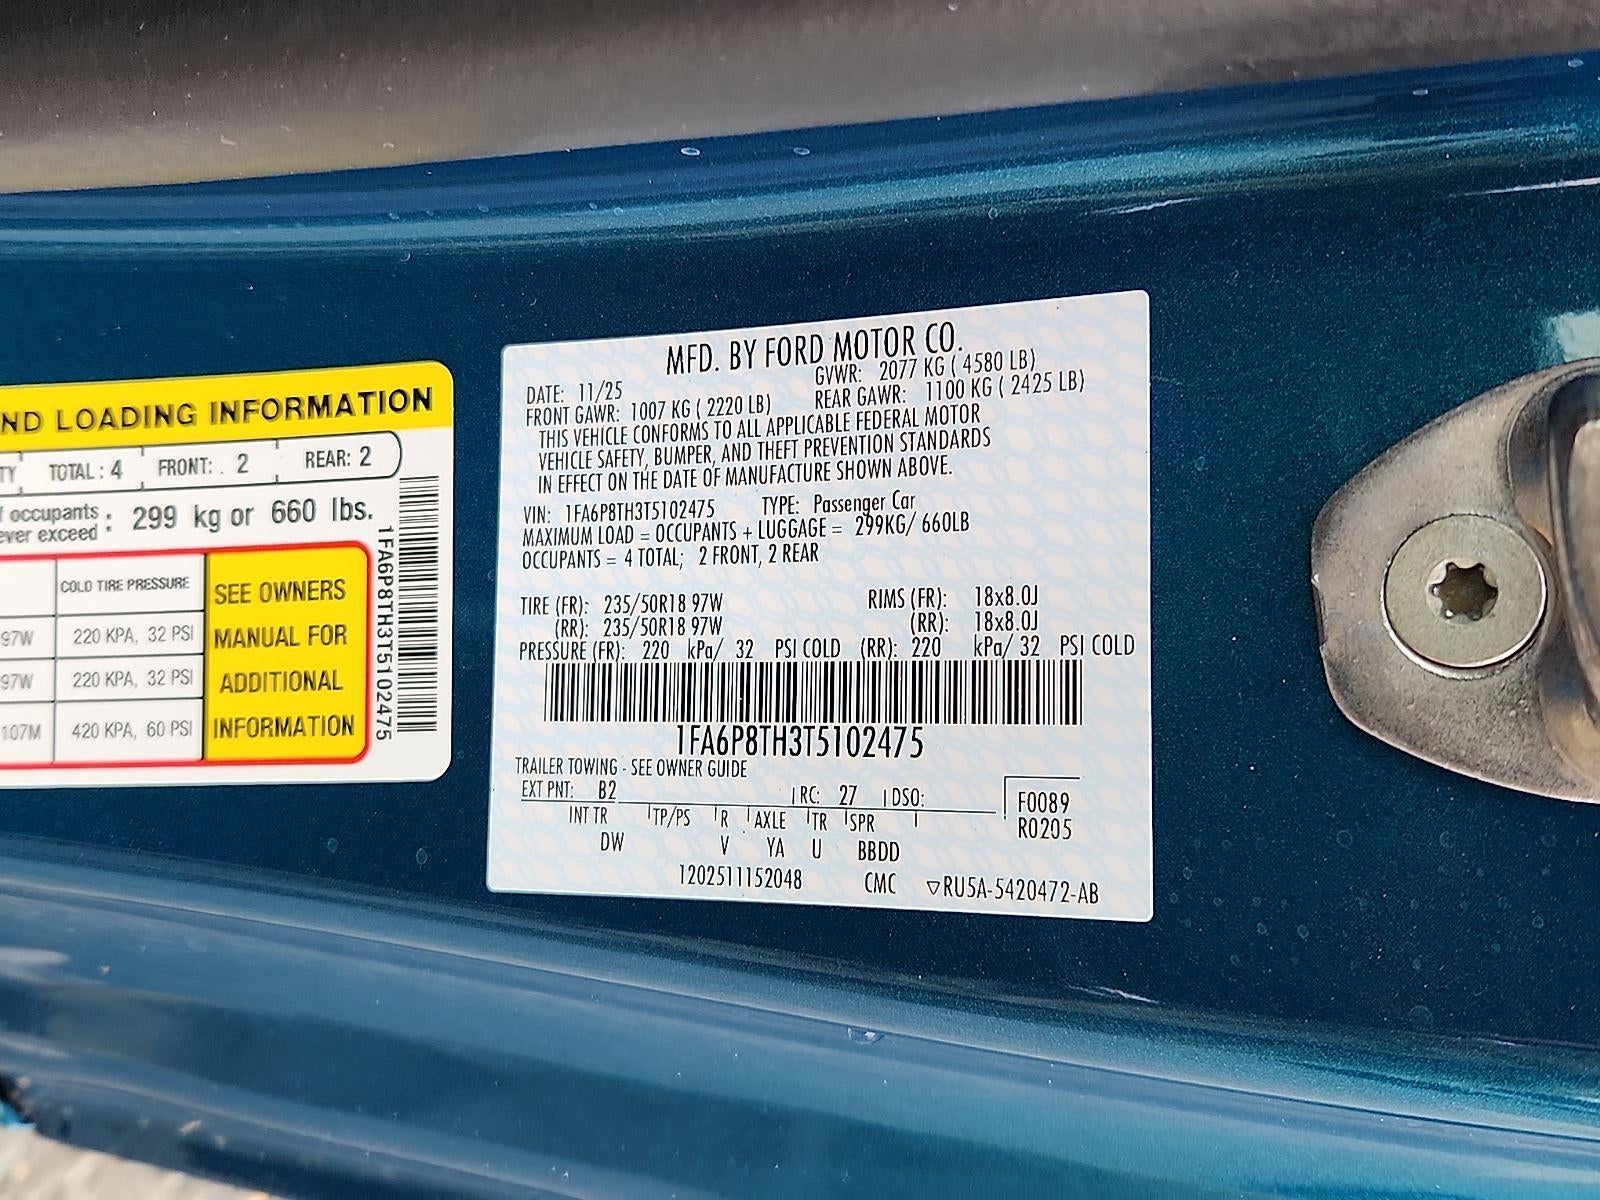 ND LOADING INFORMATION
TY TOTAL: 4 FRONT: 2 REAR: 2
f occupants : 299 kg or 660 lbs.
ever exceed
COLD TIRE PRESSURE
97W 220 KPA, 32 PSI
97W 220 KPA, 32 PSI
107M 420 KPA, 60 PSI
SEE OWNERS
MANUAL FOR
ADDITIONAL
INFORMATION
1FA6P8TH3T5102475
MFD. BY FORD MOTOR CO.
DATE: 11/25 GVWR: 2077 KG ( 4580 LB)
FRONT GAWR: 1007 KG ( 2220 LB) REAR GAWR: 1100 KG ( 2425 LB)
THIS VEHICLE CONFORMS TO ALL APPLICABLE FEDERAL MOTOR
VEHICLE SAFETY, BUMPER, AND THEFT PREVENTION STANDARDS
IN EFFECT ON THE DATE OF MANUFACTURE SHOWN ABOVE.
VIN: 1FA6P8TH3T5102475 TYPE: Passenger Car
MAXIMUM LOAD = OCCUPANTS + LUGGAGE = 299KG/ 660LB
OCCUPANTS = 4 TOTAL; 2 FRONT, 2 REAR
TIRE (FR): 235/50R18 97W RIMS (FR): 18x8.0J
(RR): 235/50R18 97W (RR): 18x8.0J
PRESSURE (FR): 220 kPa/ 32 PSI COLD (RR): 220 kPa/ 32 PSI COLD
1FA6P8TH3T5102475
TRAILER TOWING - SEE OWNER GUIDE
EXT PNT: B2 RC: 27 DSO: F0089
INT TR TP/PS R AXLE TR SPR R0205
DW V YA U BBDD
1202511152048 CMC ▽RU5A-5420472-AB